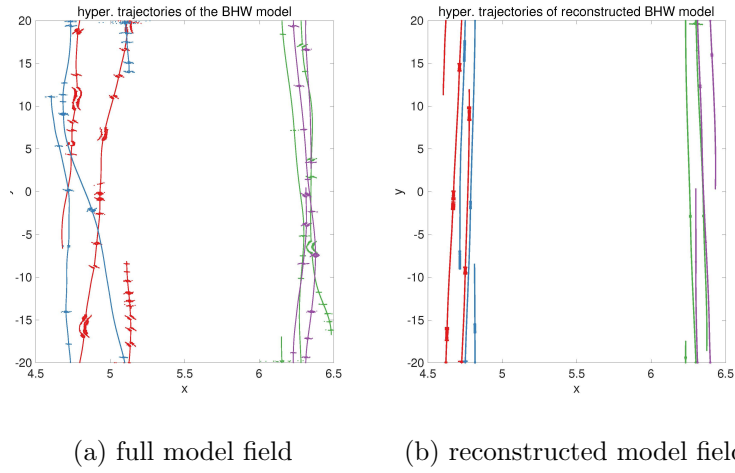 hyper. trajectories of the BHW model
20
15
10
5
0
-5
-10
-15
-20
4.5 5 5.5 6 6.5
x
hyper. trajectories of reconstructed BHW model
20
15
10
5
y
0
-5
-10
-15
-20
4.5 5 5.5 6 6.5
x
(a) full model field
(b) reconstructed model field